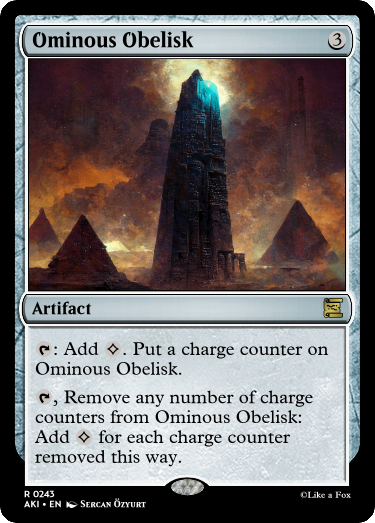 Ominous Obelisk 3
Artifact
: Add . Put a charge counter on
Ominous Obelisk.
, Remove any number of charge
counters from Ominous Obelisk:
Add  for each charge counter
removed this way.
R 0243
AKI • EN Sercan Özyurt
©Like a Fox